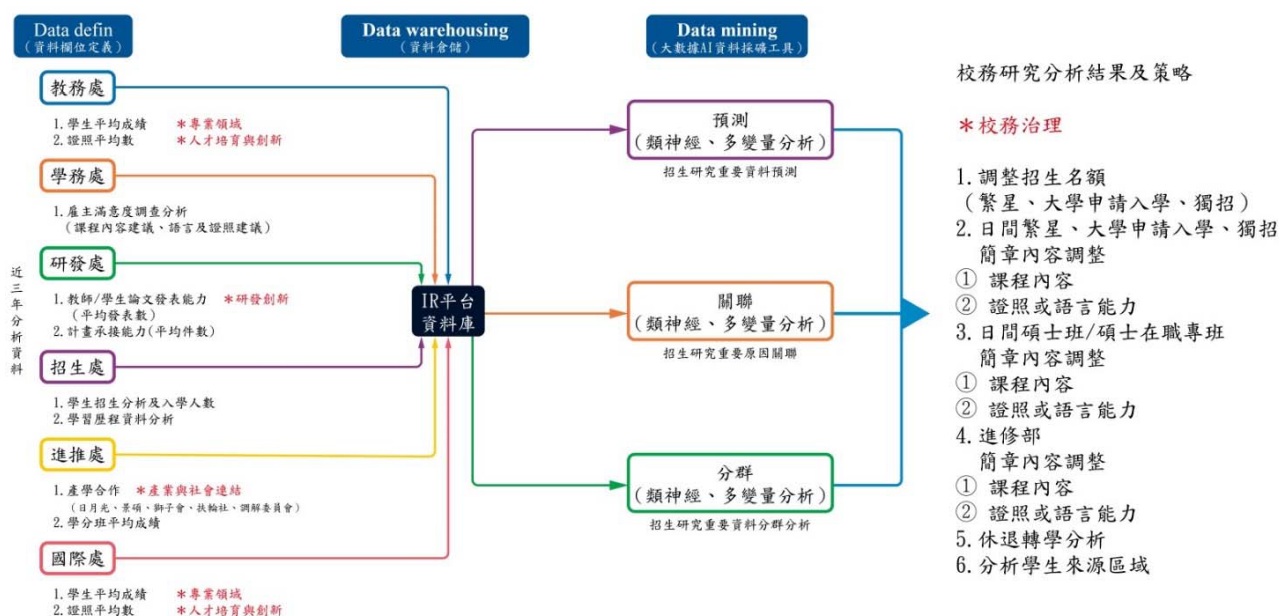 Data defin
(資料欄位定義)
Data warehousing
(資料倉儲)
Data mining
(大數據AI資料採礦工具)
近三年分析資料
教務處
1.學生平均成績 *專業領域
2.證照平均數 *人才培育與創新
學務處
1.雇主滿意度調查分析
(課程內容建議、語言及證照建議)
研發處
1.教師/學生論文發表能力 *研發創新
(平均發表數)
2.計畫承接能力(平均件數)
招生處
1.學生招生分析及入學人數
2.學習歷程資料分析
進推處
1.產學合作 *產業與社會連結
(日月光、景碩、獅子會、扶輪社、調解委員會)
2.學分班平均成績
國際處
1.學生平均成績 *專業領域
2.證照平均數 *人才培育與創新
IR平台
資料庫
預測
(類神經、多變量分析)
招生研究重要資料預測
關聯
(類神經、多變量分析)
招生研究重要原因關聯
分群
(類神經、多變量分析)
招生研究重要資料分群分析
校務研究分析結果及策略
*校務治理
1.調整招生名額
(繁星、大學申請入學、獨招)
2.日間繁星、大學申請入學、獨招
簡章內容調整
① 課程內容
② 證照或語言能力
3.日間碩士班/碩士在職專班
簡章內容調整
① 課程內容
② 證照或語言能力
4.進修部
簡章內容調整
① 課程內容
② 證照或語言能力
5.休退轉學分析
6.分析學生來源區域